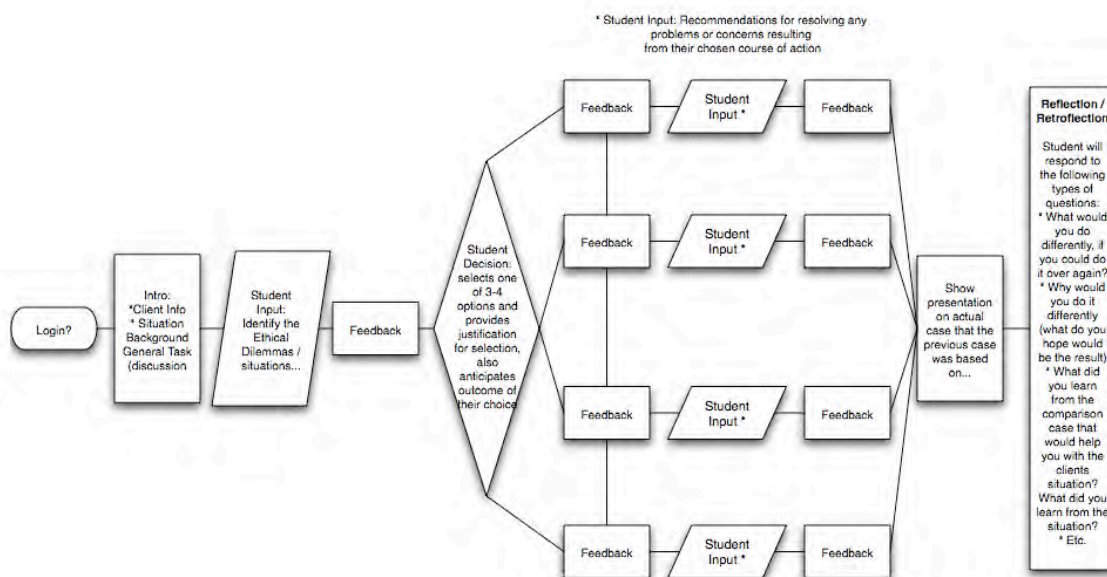 * Student Input: Recommendations for resolving any
problems or concerns resulting
from their chosen course of action
Login?
Intro:
*Client Info
* Situation
Background
General Task
(discussion
Student
Input:
Identify the
Ethical
Dilemmas /
situations...
Feedback
Student
Decision:
selects one
of 3-4
options and
provides
justification
for selection,
also
anticipates
outcome of
their choice
Feedback
Student
Input *
Feedback
Feedback
Student
Input *
Feedback
Feedback
Student
Input *
Feedback
Feedback
Student
Input *
Feedback
Show
presentation
on actual
case that the
previous case
was based
on...
Reflection /
Retroflection
Student will
respond to
the following
types of
questions:
* What would
you do
differently, if
you could do
it over again?
* Why would
you do it
differently
(what do you
hope would
be the result)
* What did
you learn
from the
comparison
case that
would help
you with the
clients
situation?
What did you
learn from the
situation?
* Etc.